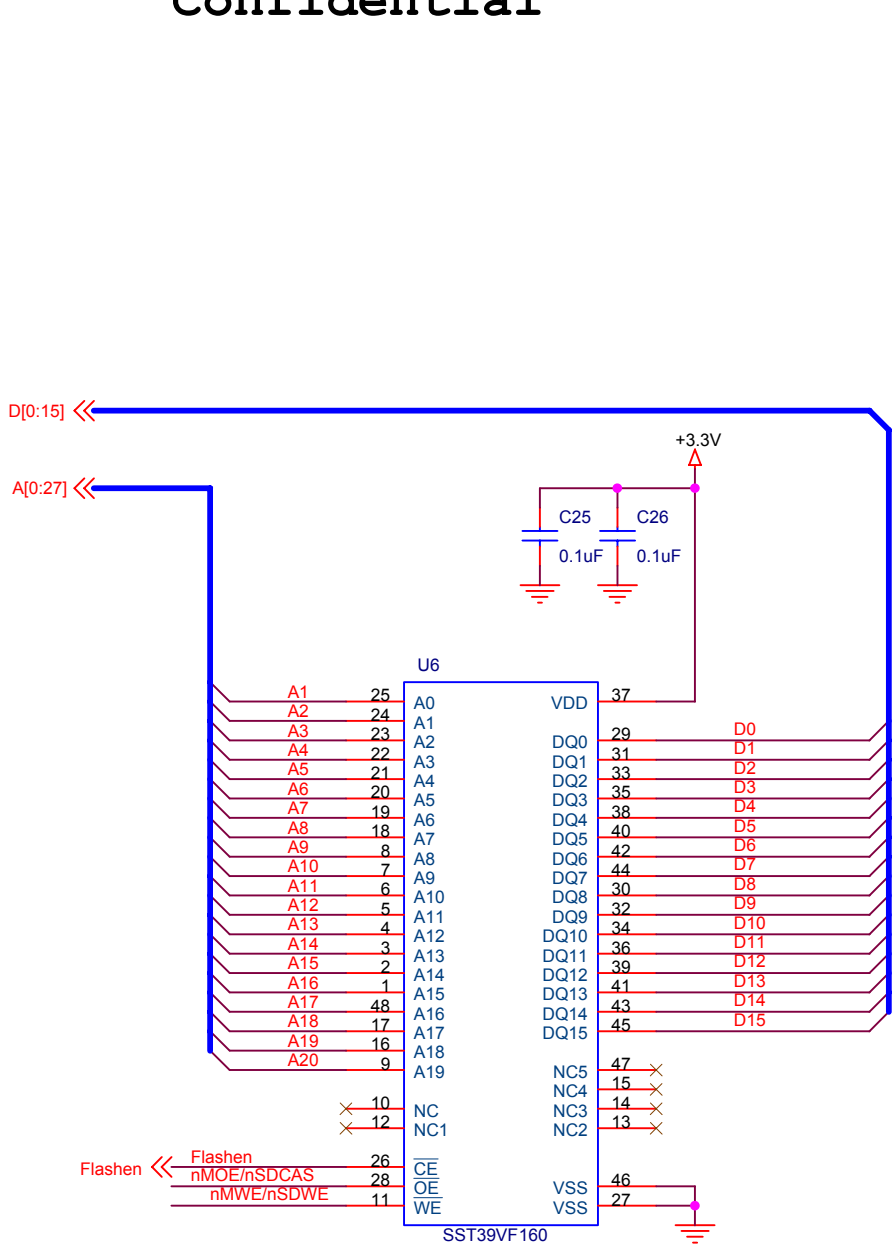 Confidential
D[0:15]
+3.3V
A[0:27]
C25 C26
0.1uF 0.1uF
U6
A1 25 A0 VDD 37
A2 24 A1
A3 23 A2 DQ0 29 D0
A4 22 A3 DQ1 31 D1
A5 21 A4 DQ2 33 D2
A6 20 A5 DQ3 35 D3
A7 19 A6 DQ4 38 D4
A8 18 A7 DQ5 40 D5
A9 8 A8 DQ6 42 D6
A10 7 A9 DQ7 44 D7
A11 6 A10 DQ8 30 D8
A12 5 A11 DQ9 32 D9
A13 4 A12 DQ10 34 D10
A14 3 A13 DQ11 36 D11
A15 2 A14 DQ12 39 D12
A16 1 A15 DQ13 41 D13
A17 48 A16 DQ14 43 D14
A18 17 A17 DQ15 45 D15
A19 16 A18
A20 9 A19 NC5 47
NC4 15
10 NC NC3 14
12 NC1 NC2 13
Flashen Flashen 26 CE
nMOE/nSDCAS 28 OE VSS 46
nMWE/nSDWE 11 WE VSS 27
SST39VF160